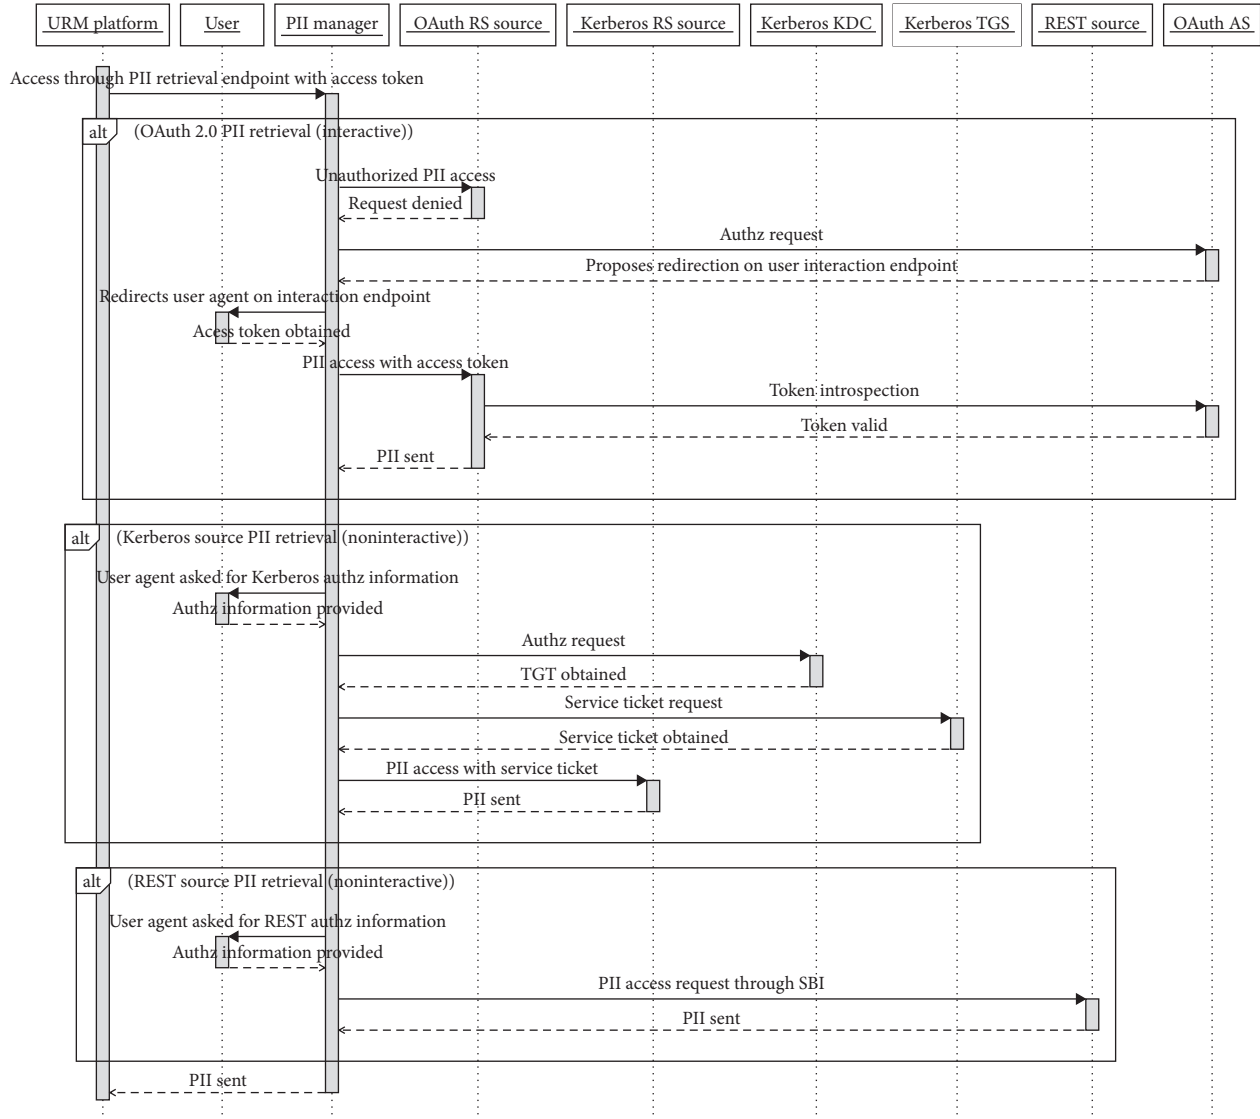 URM platform
User
PII manager
OAuth RS source
Kerberos RS source
Kerberos KDC
Kerberos TGS
REST source
OAuth AS
Access through PII retrieval endpoint with access token
alt
(OAuth 2.0 PII retrieval (interactive))
Unauthorized PII access
Request denied
Authz request
Proposes redirection on user interaction endpoint
Redirects user agent on interaction endpoint
Acess token obtained
PII access with access token
Token introspection
Token valid
PII sent
alt
(Kerberos source PII retrieval (noninteractive))
User agent asked for Kerberos authz information
Authz information provided
Authz request
TGT obtained
Service ticket request
Service ticket obtained
PII access with service ticket
PII sent
alt
(REST source PII retrieval (noninteractive))
User agent asked for REST authz information
Authz information provided
PII access request through SBI
PII sent
PII sent